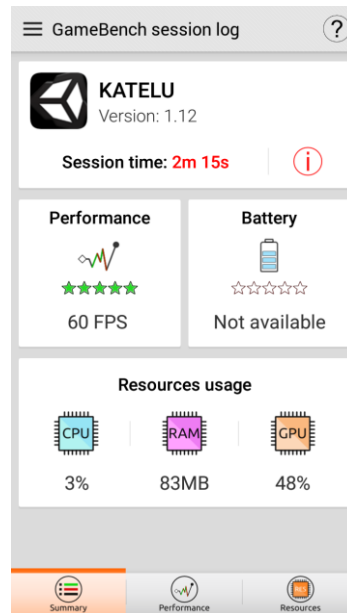 GameBench session log
?
KATELU
Version: 1.12
Session time: 2m 15s
i
Performance
60 FPS
Battery
Not available
Resources usage
CPU
RAM
GPU
3%
83MB
48%
Summary
Performance
Resources